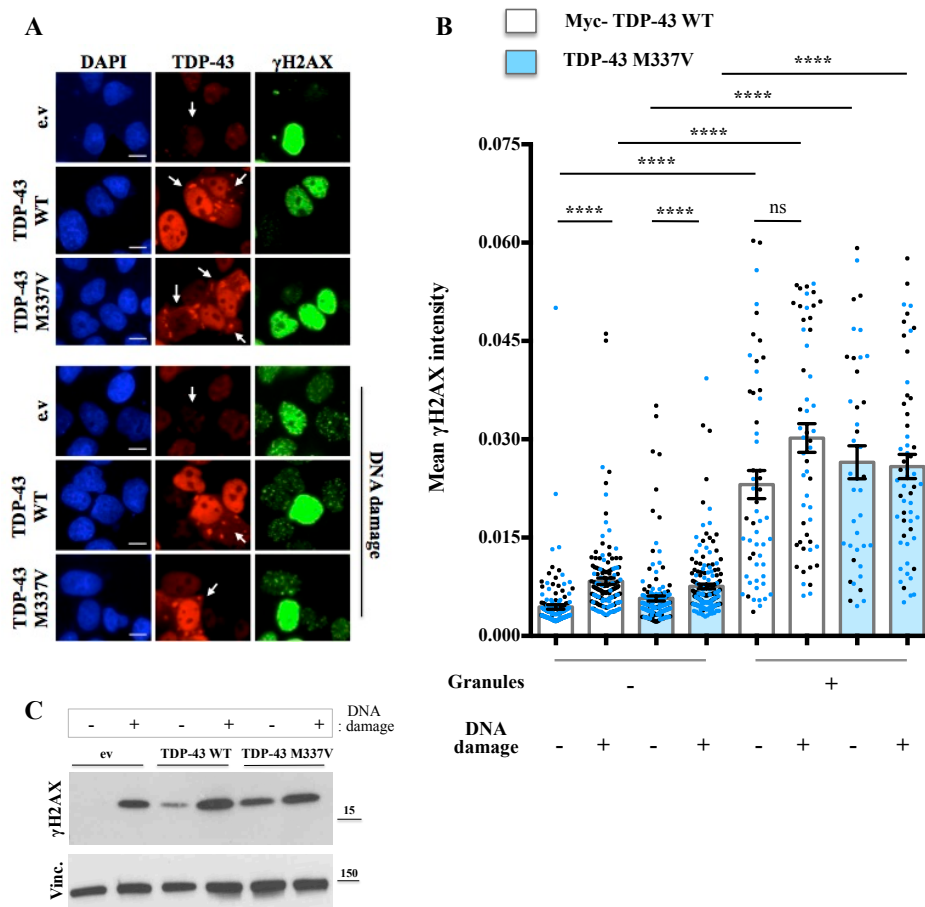 A
DAPI TDP-43 γH2AX
e.v
TDP-43 WT
TDP-43 M337V
e.v
TDP-43 WT
TDP-43 M337V
DNA damage
B
Myc- TDP-43 WT
TDP-43 M337V
****
****
****
****
**** **** ns
Mean γH2AX intensity
0.075
0.060
0.045
0.030
0.015
0.000
Granules - +
DNA damage - + - + - + - +
C
- + - + - + DNA : damage
ev TDP-43 WT TDP-43 M337V
γH2AX 15
Vinc. 150